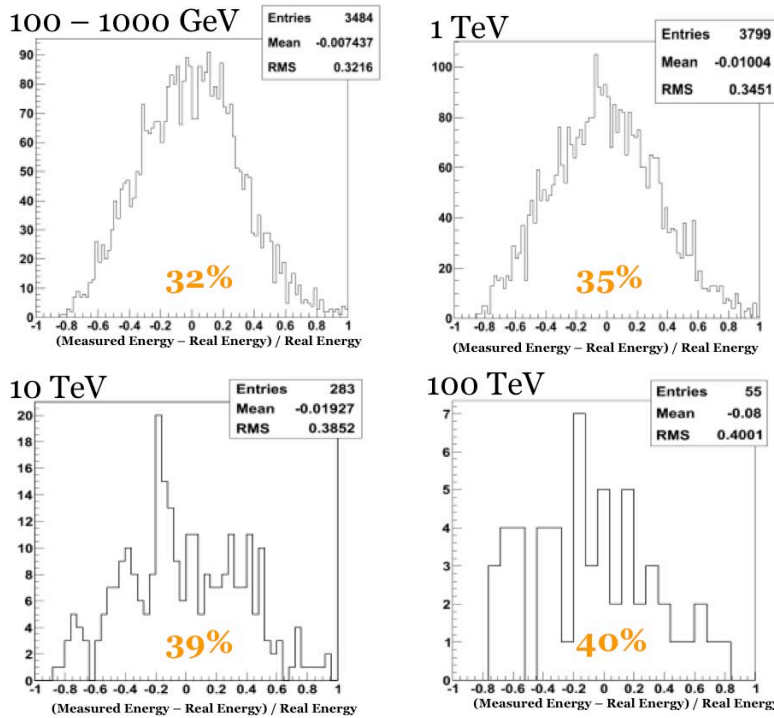 100 – 1000 GeV
Entries 3484
Mean -0.007437
RMS 0.3216
90
80
70
60
50
40
30
20
10
0
32%
-1 -0.8 -0.6 -0.4 -0.2 0 0.2 0.4 0.6 0.8 1
(Measured Energy – Real Energy) / Real Energy
1 TeV
Entries 3799
Mean -0.01004
RMS 0.3451
100
80
60
40
20
0
35%
-1 -0.8 -0.6 -0.4 -0.2 0 0.2 0.4 0.6 0.8 1
(Measured Energy – Real Energy) / Real Energy
10 TeV
Entries 283
Mean -0.01927
RMS 0.3852
20
18
16
14
12
10
8
6
4
2
0
39%
-1 -0.8 -0.6 -0.4 -0.2 0 0.2 0.4 0.6 0.8 1
(Measured Energy – Real Energy) / Real Energy
100 TeV
Entries 55
Mean -0.08
RMS 0.4001
7
6
5
4
3
2
1
0
40%
-1 -0.8 -0.6 -0.4 -0.2 0 0.2 0.4 0.6 0.8 1
(Measured Energy – Real Energy) / Real Energy